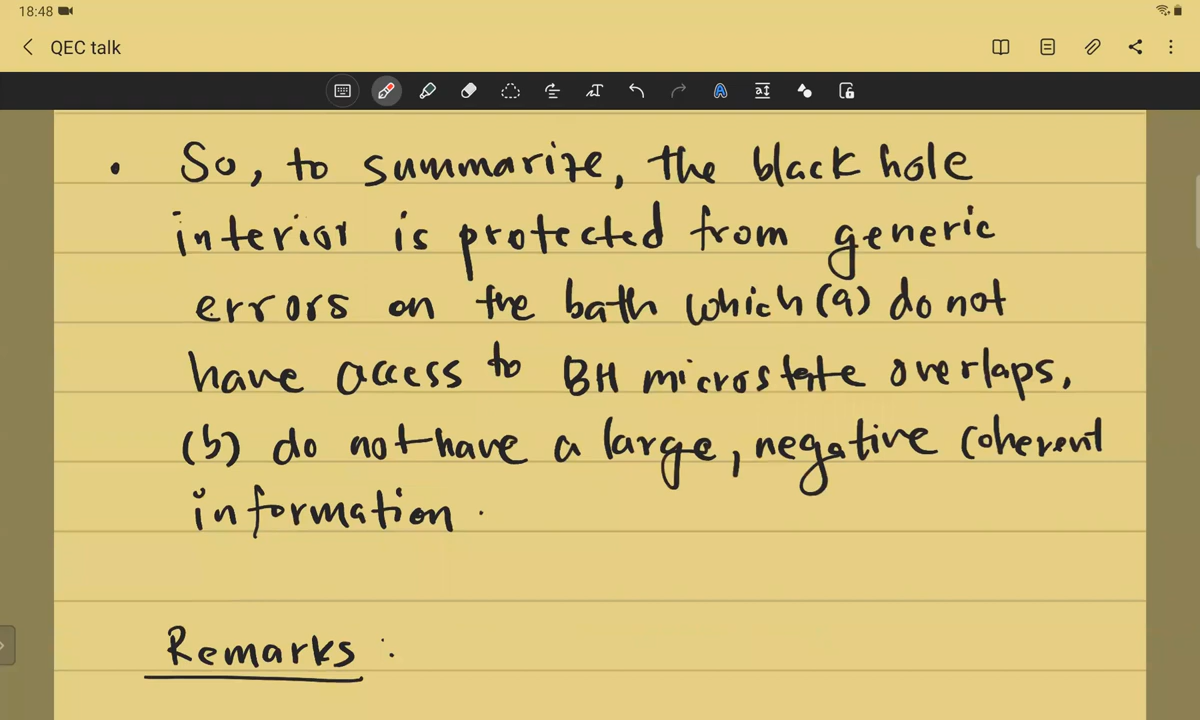 18:48
QEC talk
• So, to summarize, the black hole
interior is protected from generic
errors on the bath which (a) do not
have access to BH microstate overlaps,
(b) do not have a large, negative coherent
information.
Remarks: